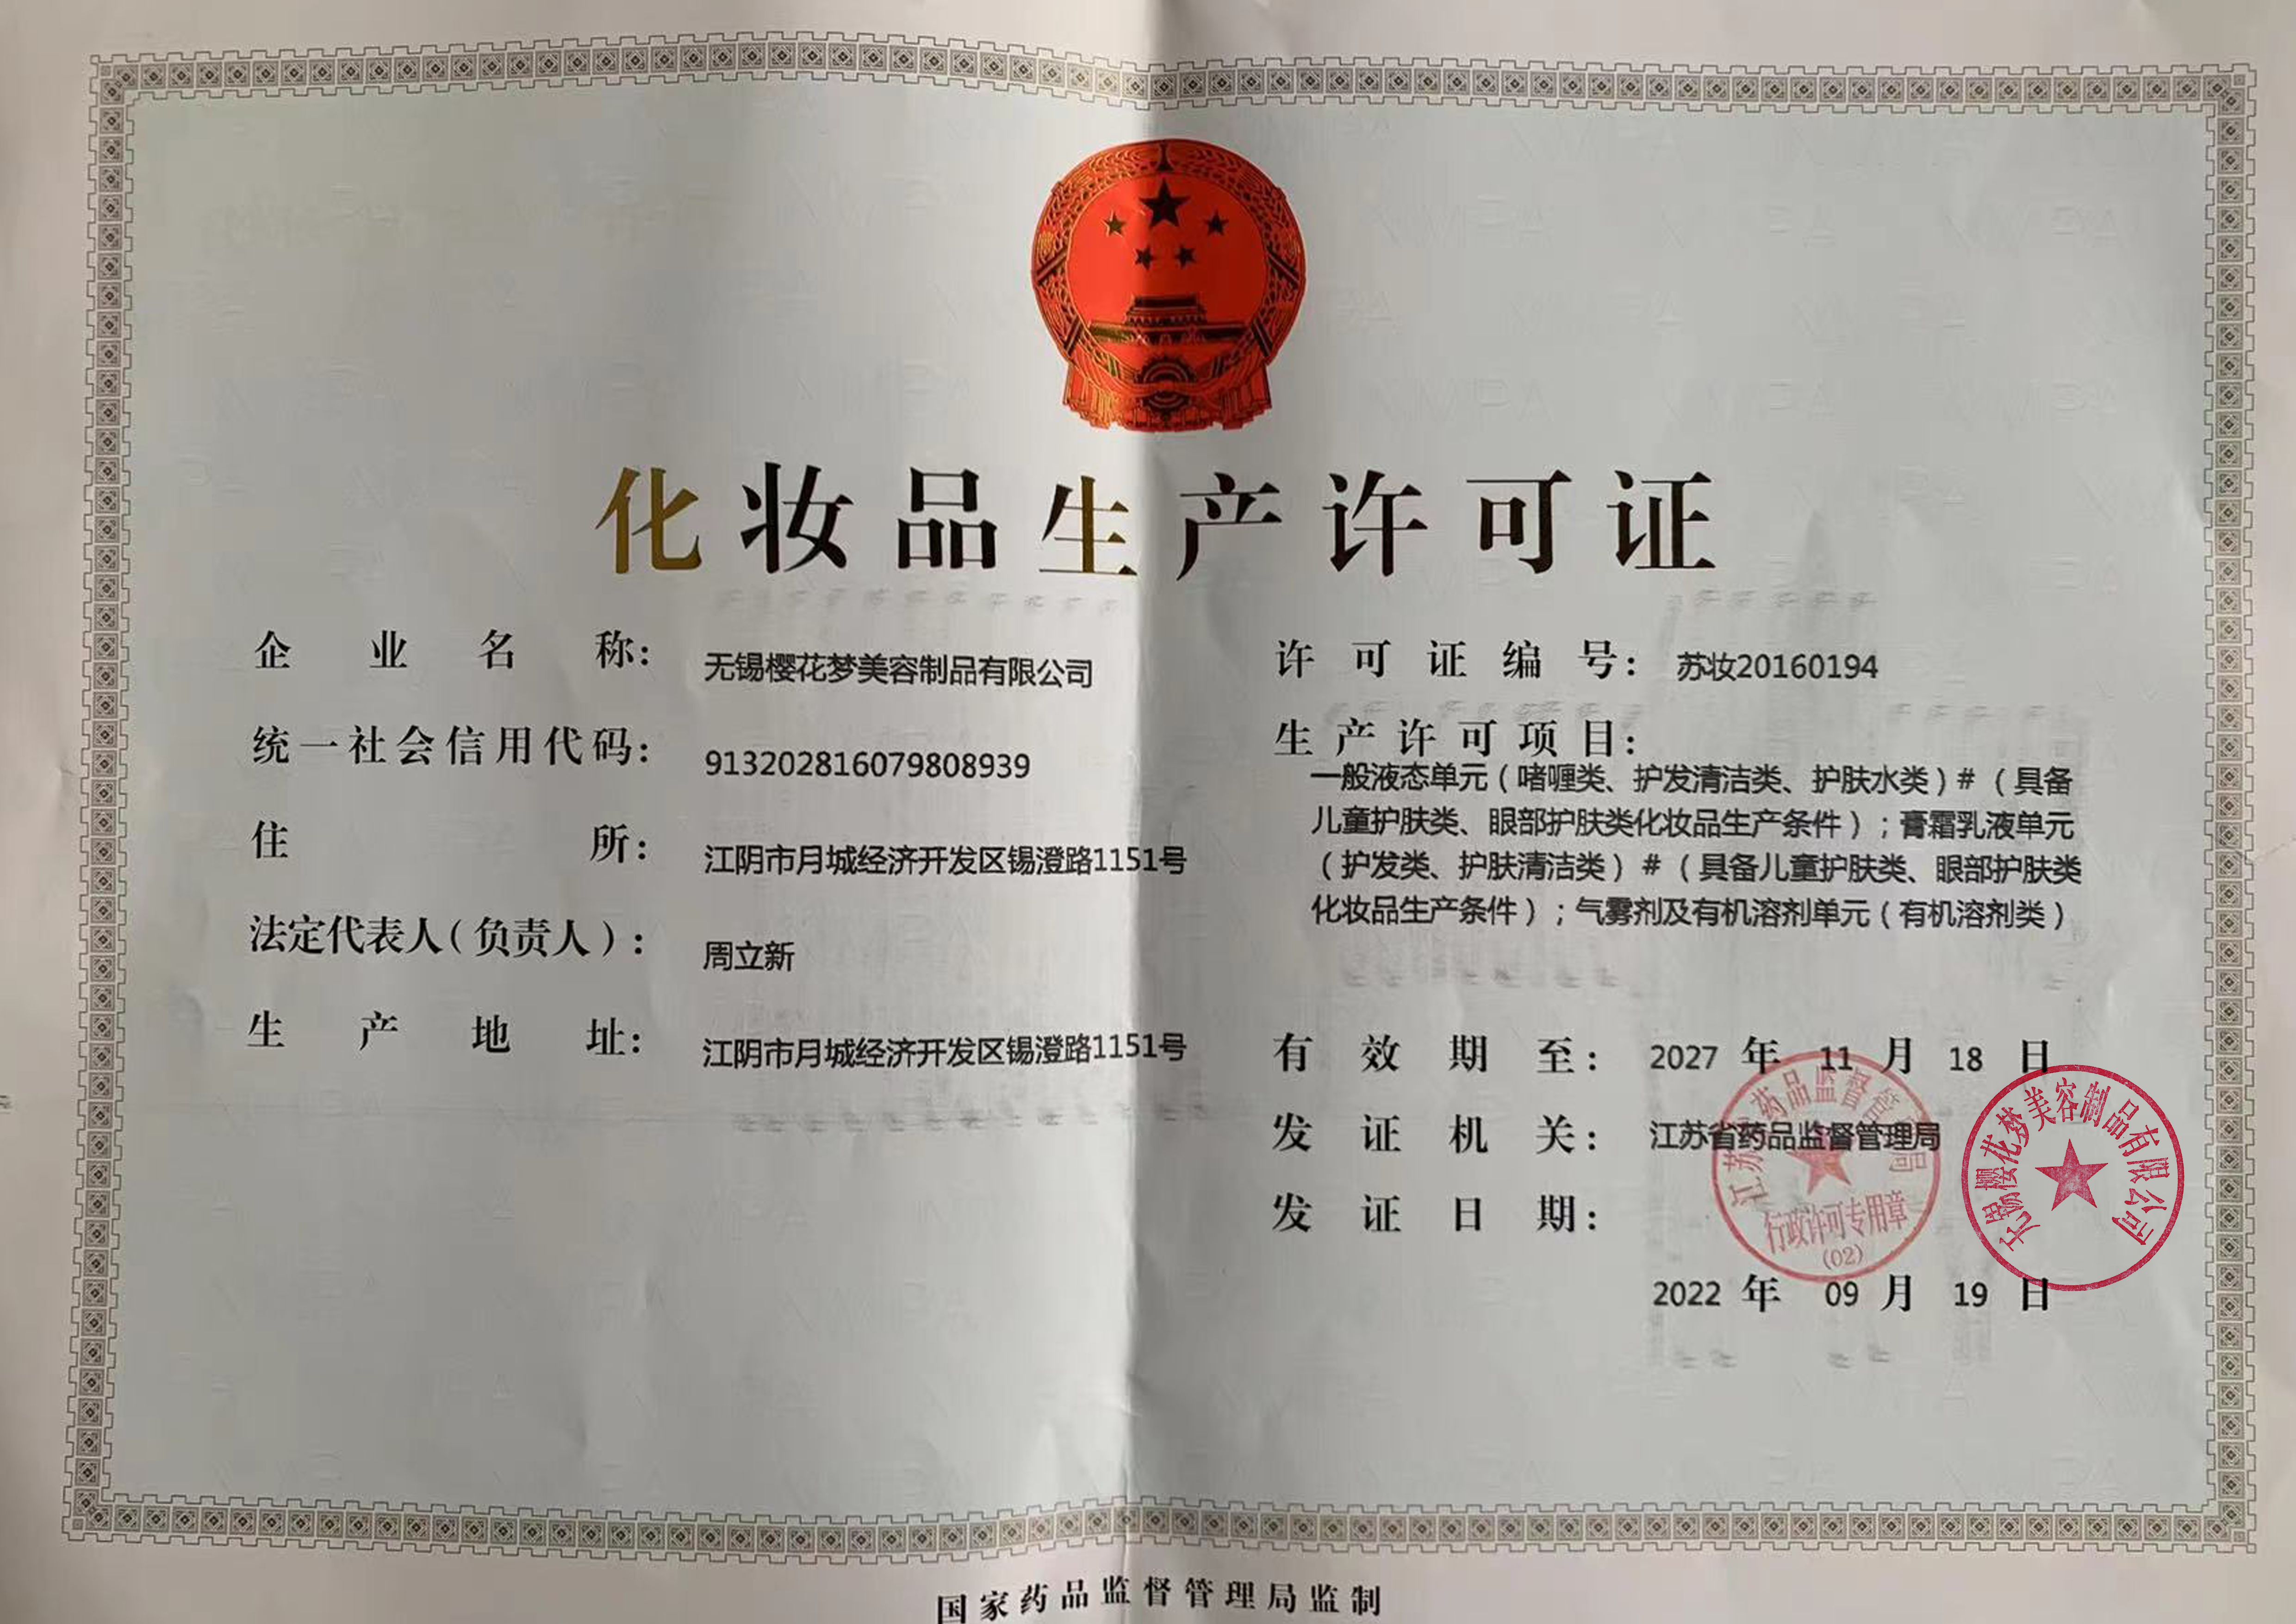 化妆品生产许可证
企业名称：无锡樱花梦美容制品有限公司
统一社会信用代码：913202816079808939
住所：江阴市月城经济开发区锡澄路1151号
法定代表人（负责人）：周立新
生产地址：江阴市月城经济开发区锡澄路1151号
许可证编号：苏妆20160194
生产许可项目：
一般液态单元（啫喱类、护发清洁类、护肤水类）#（具备
儿童护肤类、眼部护肤类化妆品生产条件）；膏霜乳液单元
（护发类、护肤清洁类）#（具备儿童护肤类、眼部护肤类
化妆品生产条件）；气雾剂及有机溶剂单元（有机溶剂类）
有效期至：2027年11月18日
发证机关：江苏省药品监督管理局
发证日期：
2022年09月19日
江苏省药品监督管理局
行政许可专用章
(02)
无锡樱花梦美容制品有限公司
国家药品监督管理局监制